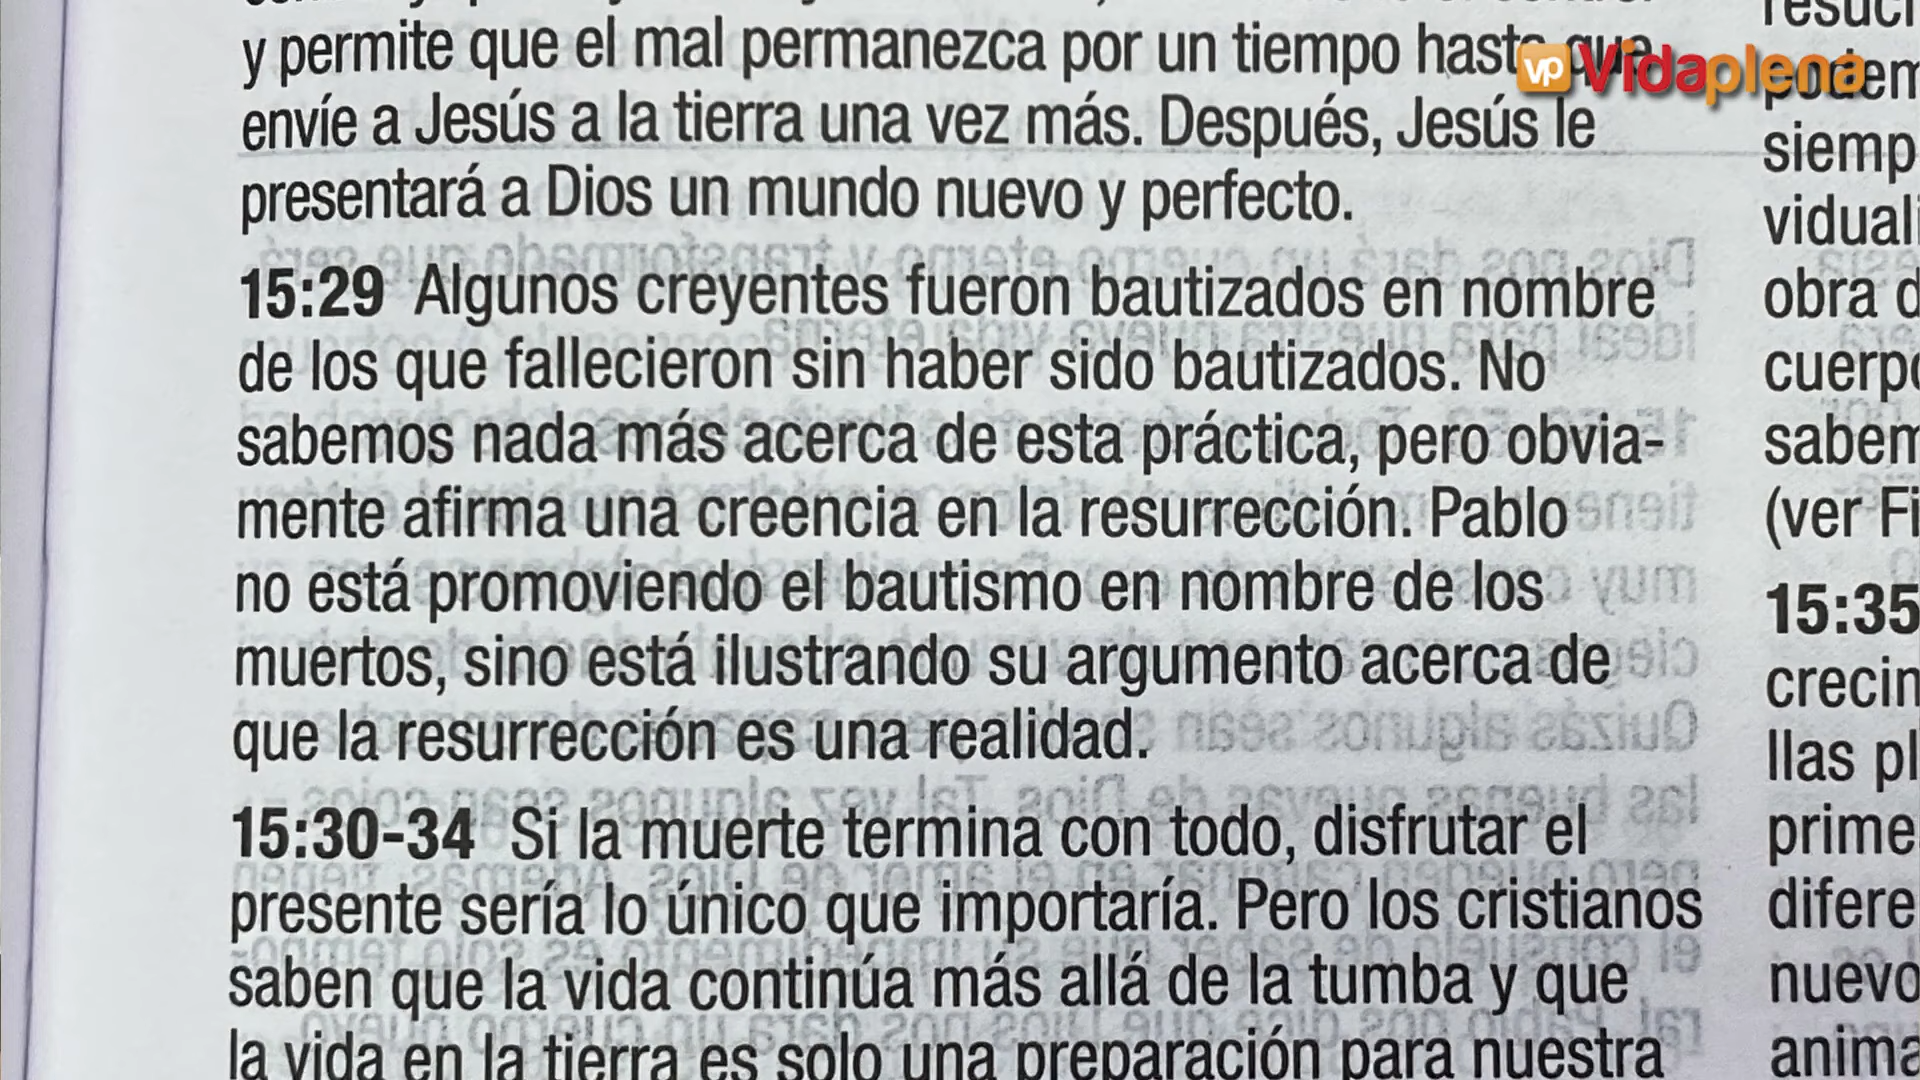 y permite que el mal permanezca por un tiempo hasta que
envíe a Jesús a la tierra una vez más. Después, Jesús le
presentará a Dios un mundo nuevo y perfecto.
15:29 Algunos creyentes fueron bautizados en nombre
de los que fallecieron sin haber sido bautizados. No
sabemos nada más acerca de esta práctica, pero obvia-
mente afirma una creencia en la resurrección. Pablo
no está promoviendo el bautismo en nombre de los
muertos, sino está ilustrando su argumento acerca de
que la resurrección es una realidad.
15:30-34 Si la muerte termina con todo, disfrutar el
presente sería lo único que importaría. Pero los cristianos
saben que la vida continúa más allá de la tumba y que
la vida en la tierra es solo una preparación para nuestra
vp Vidaplena
siemp
viduali
obra d
cuerpo
sabem
(ver Fi
15:35
crecin
llas pl
prime
difere
nuevo
anima